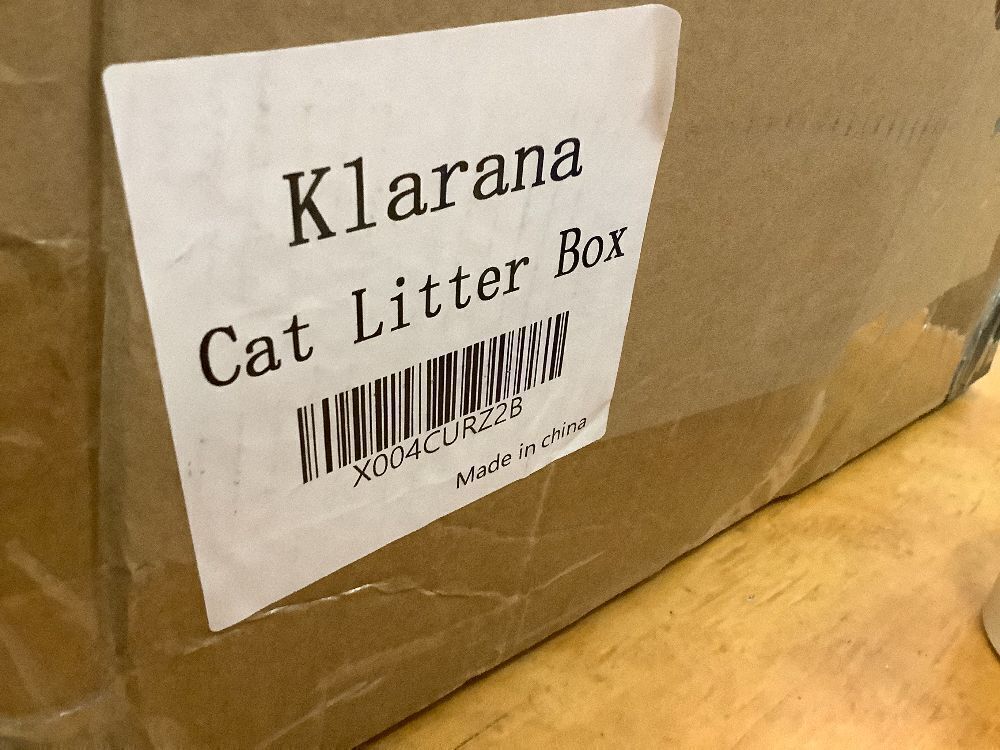 Klarana
Cat Litter Box
X004CURZ2B
Made in china